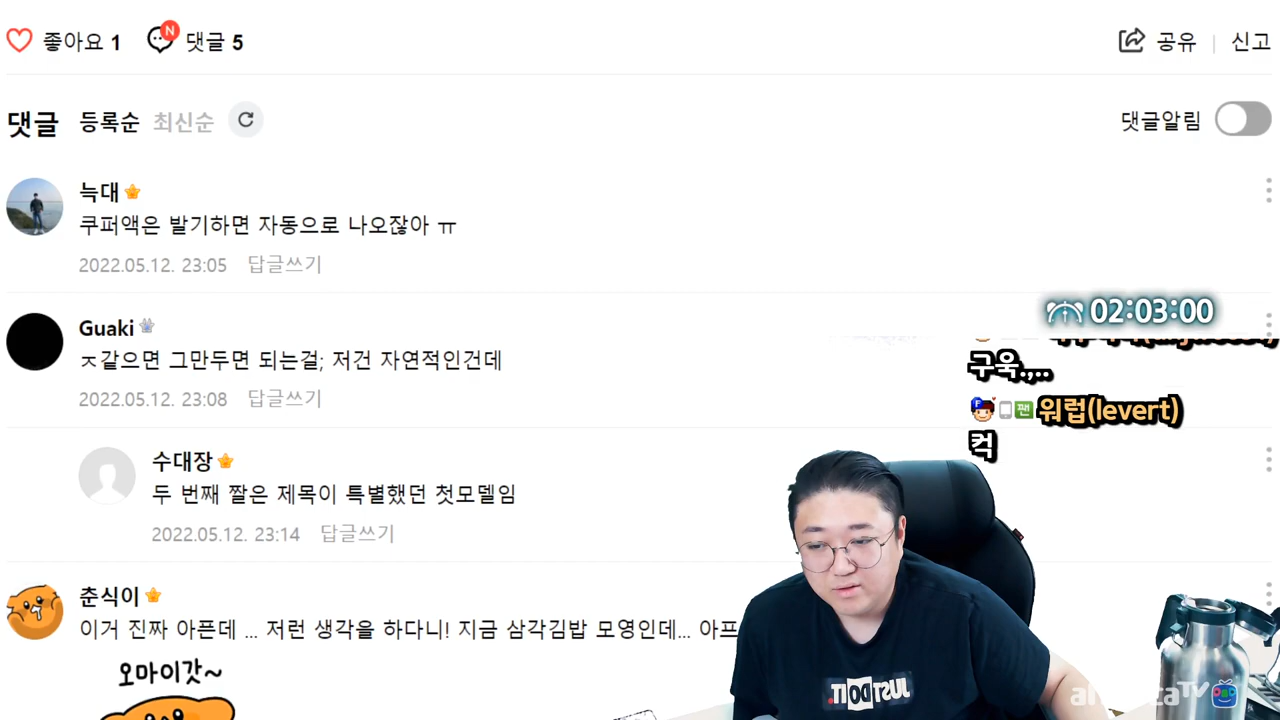 좋아요 1 N 댓글 5 공유 신고
댓글 등록순 최신순 댓글알림
늑대
쿠퍼액은 발기하면 자동으로 나오잖아 ㅠ
2022.05.12. 23:05 답글쓰기
02:03:00
Guaki
ㅈ같으면 그만두면 되는걸; 저건 자연적인건데
2022.05.12. 23:08 답글쓰기
구욱.,..
F 팬 워럽(levert)
컥
수대장
두 번째 짤은 제목이 특별했던 첫모델임
2022.05.12. 23:14 답글쓰기
춘식이
이거 진짜 아픈데 ... 저런 생각을 하다니! 지금 삼각김밥 모영인데... 아프
오마이갓~
JUST DO IT.
TV